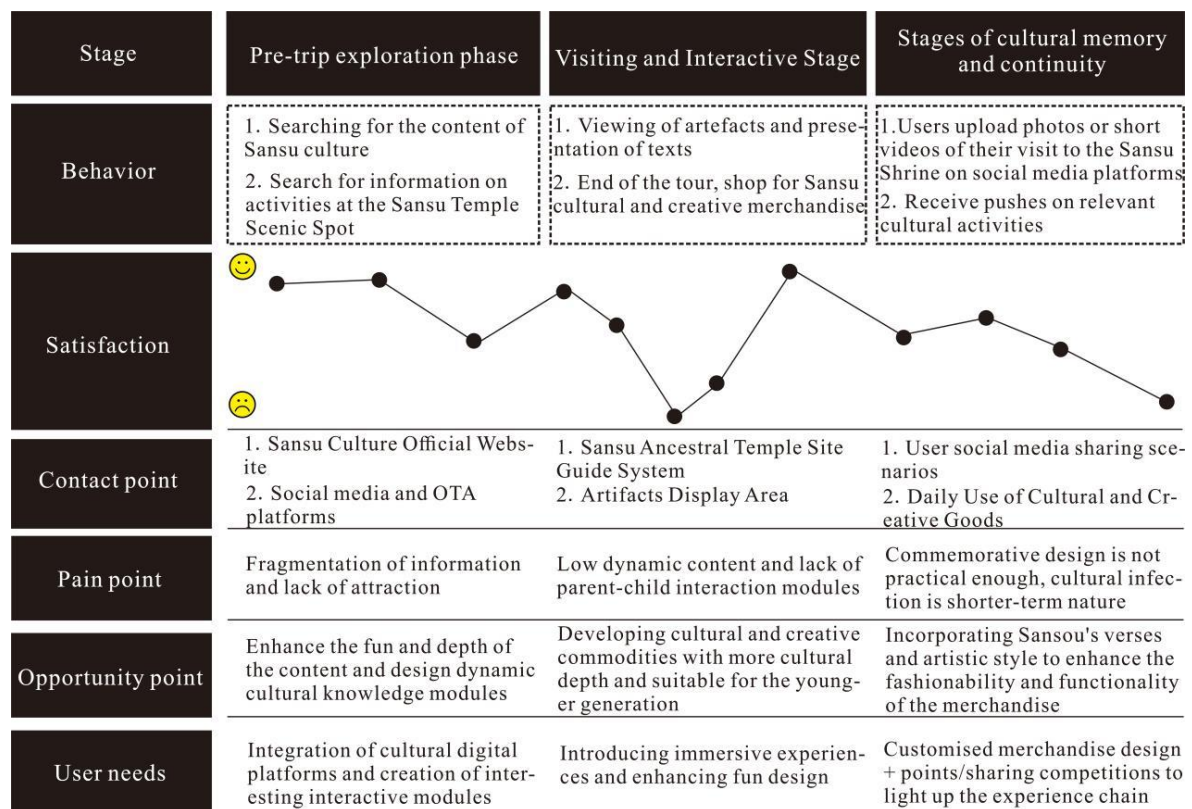 Stage
Pre-trip exploration phase
Visiting and Interactive Stage
Stages of cultural memory
and continuity
Behavior
1. Searching for the content of
Sansu culture
2. Search for information on
activities at the Sansu Temple
Scenic Spot
1. Viewing of artefacts and prese-
ntation of texts
2. End of the tour, shop for Sansu
cultural and creative merchandise
1.Users upload photos or short
videos of their visit to the Sansu
Shrine on social media platforms
2. Receive pushes on relevant
cultural activities
Satisfaction
Contact point
1. Sansu Culture Official Webs-
ite
2. Social media and OTA
platforms
1. Sansu Ancestral Temple Site
Guide System
2. Artifacts Display Area
1. User social media sharing sce-
narios
2. Daily Use of Cultural and Cr-
eative Goods
Pain point
Fragmentation of information
and lack of attraction
Low dynamic content and lack of
parent-child interaction modules
Commemorative design is not
practical enough, cultural infec-
tion is shorter-term nature
Opportunity point
Enhance the fun and depth of
the content and design dynamic
cultural knowledge modules
Developing cultural and creative
commodities with more cultural
depth and suitable for the young-
er generation
Incorporating Sansou's verses
and artistic style to enhance the
fashionability and functionality
of the merchandise
User needs
Integration of cultural digital
platforms and creation of inter-
esting interactive modules
Introducing immersive experien-
ces and enhancing fun design
Customised merchandise design
+ points/sharing competitions to
light up the experience chain